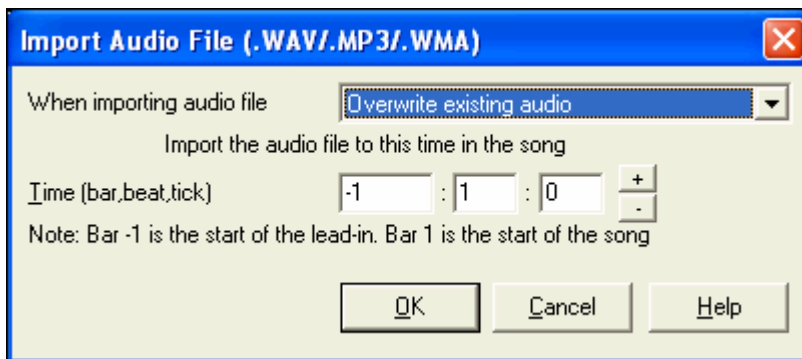 Import Audio File (.WAV/.MP3/.WMA)
When importing audio file Overwrite existing audio
Import the audio file to this time in the song
Time (bar,beat,tick) -1 : 1 : 0 + -
Note: Bar -1 is the start of the lead-in. Bar 1 is the start of the song
OK Cancel Help